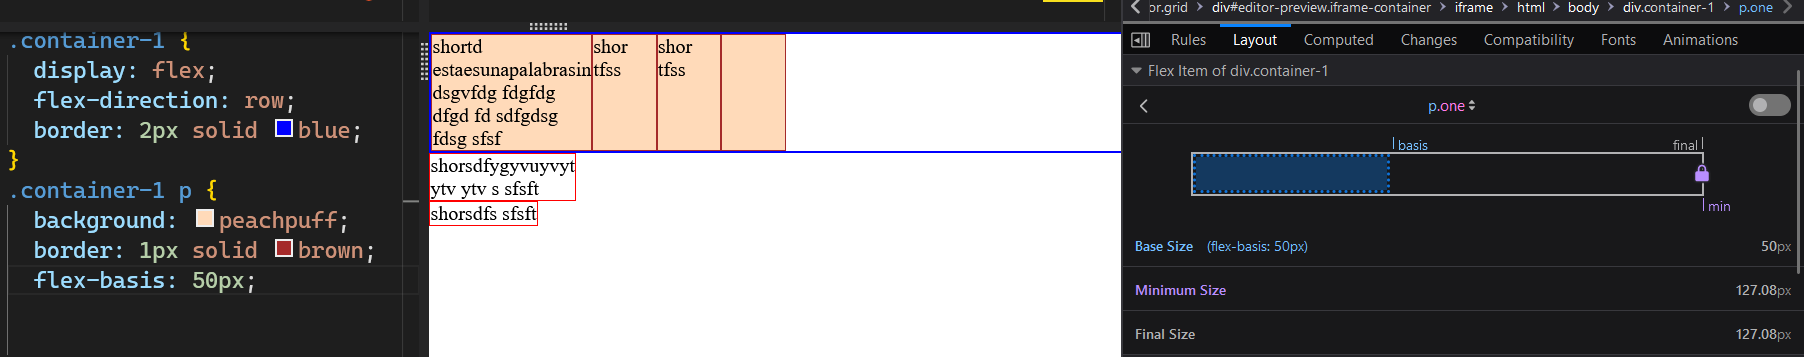 .container-1 {
display: flex;
flex-direction: row;
border: 2px solid blue;
}
.container-1 p {
background: peachpuff;
border: 1px solid brown;
flex-basis: 50px;
shortd
estaesunapalabrasin
dsgvfdg fdgfdg
dfgd fd sdfgdsg
fdsg sfsf
shor
tfss
shor
tfss
shorsdfygyvuyvyt
ytv ytv s sfsft
shorsdfs sfsft
or.grid > div#editor-preview.iframe-container > iframe > html > body > div.container-1 > p.one
Rules Layout Computed Changes Compatibility Fonts Animations
Flex Item of div.container-1
p.one
basis final
min
Base Size (flex-basis: 50px) 50px
Minimum Size 127.08px
Final Size 127.08px